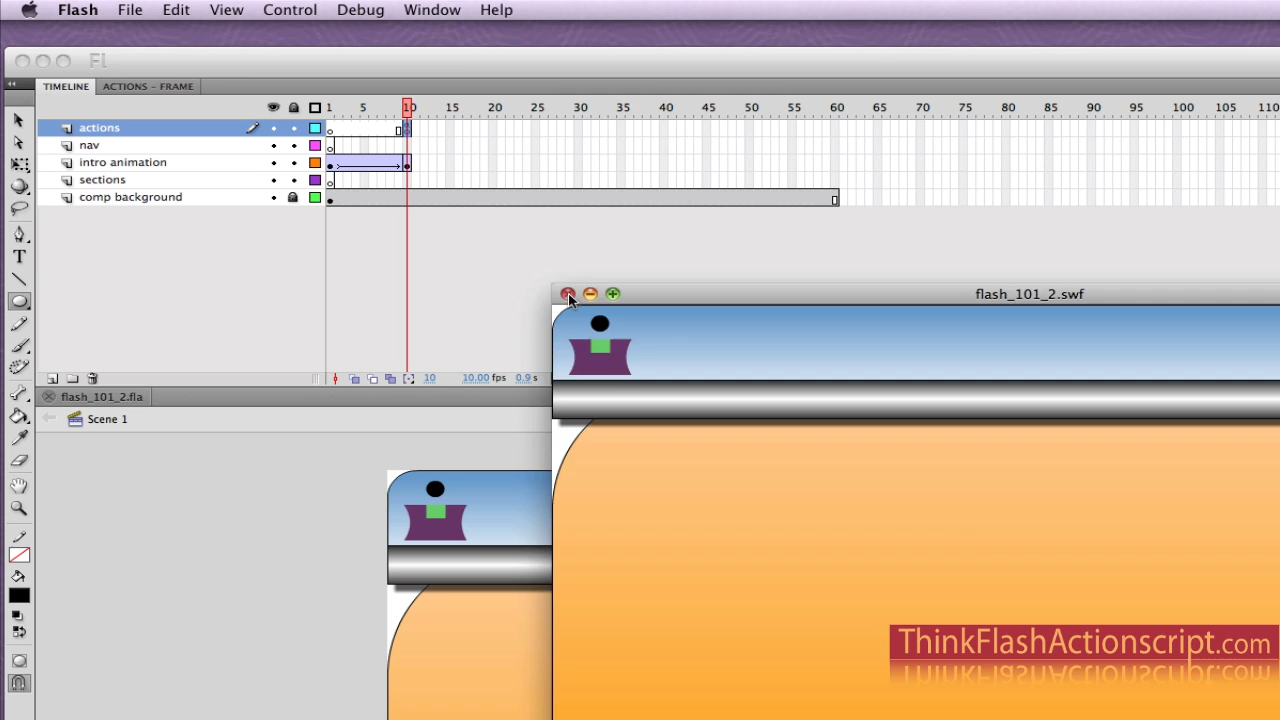 Flash File Edit View Control Debug Window Help
Fl
TIMELINE ACTIONS - FRAME
1 5 10 15 20 25 30 35 40 45 50 55 60 65 70 75 80 85 90 95 100 105 110
actions
nav
intro animation
sections
comp background
flash_101_2.swf
10 10.00 fps 0.9 s
flash_101_2.fla
Scene 1
T
ThinkFlashActionscript.com